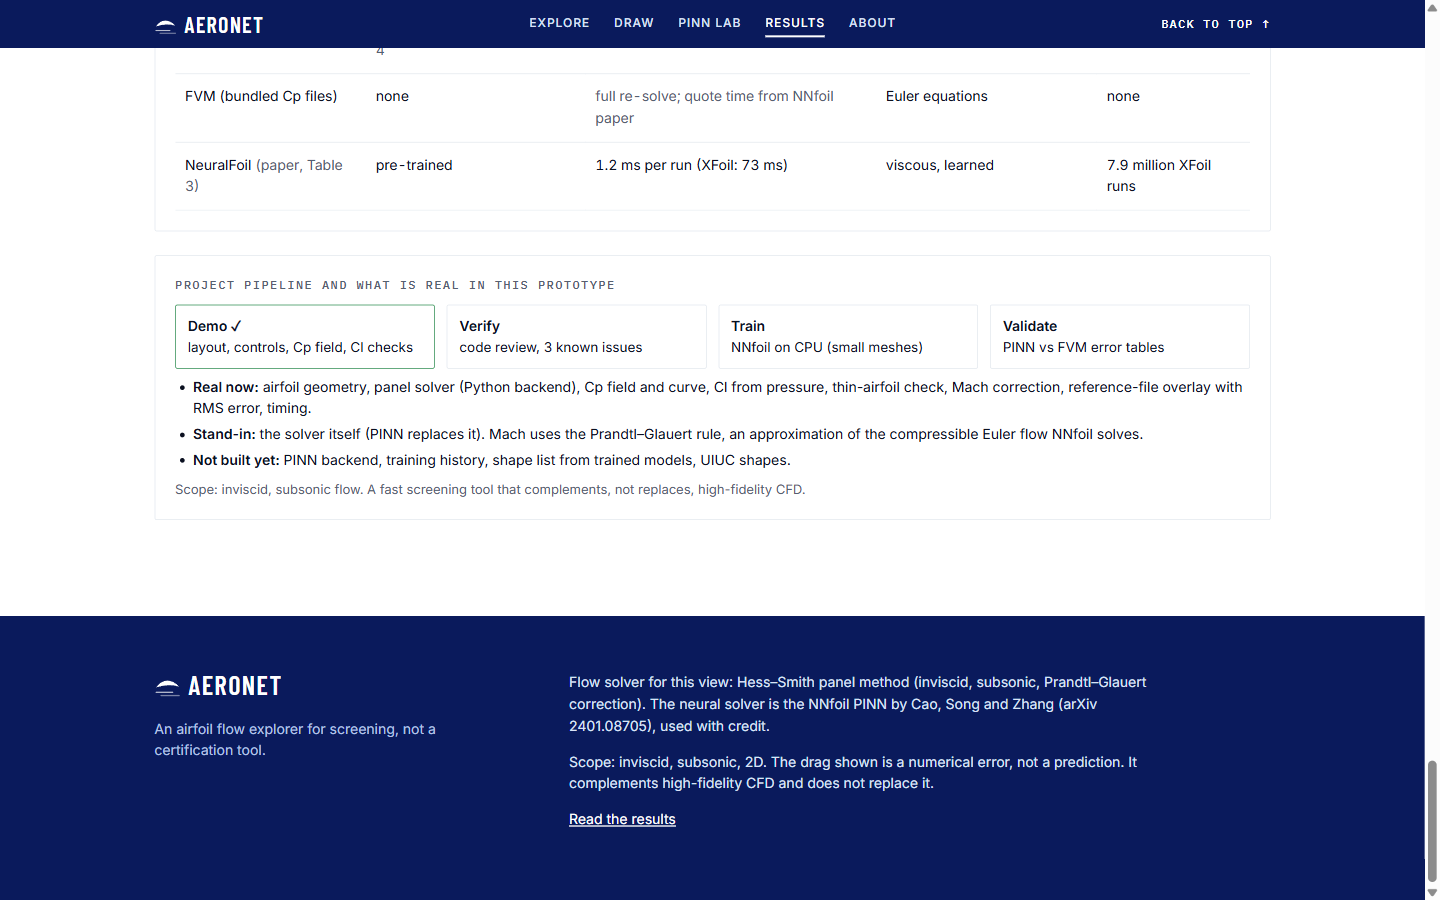 AERONET
EXPLORE DRAW PINN LAB RESULTS ABOUT
BACK TO TOP ↑
4
FVM (bundled Cp files) none full re-solve; quote time from NNfoil Euler equations none
paper
NeuralFoil (paper, Table pre-trained 1.2 ms per run (XFoil: 73 ms) viscous, learned 7.9 million XFoil
3) runs
PROJECT PIPELINE AND WHAT IS REAL IN THIS PROTOTYPE
Demo ✓ Verify Train Validate
layout, controls, Cp field, Cl checks code review, 3 known issues NNfoil on CPU (small meshes) PINN vs FVM error tables
• Real now: airfoil geometry, panel solver (Python backend), Cp field and curve, Cl from pressure, thin-airfoil check, Mach correction, reference-file overlay with
RMS error, timing.
• Stand-in: the solver itself (PINN replaces it). Mach uses the Prandtl–Glauert rule, an approximation of the compressible Euler flow NNfoil solves.
• Not built yet: PINN backend, training history, shape list from trained models, UIUC shapes.
Scope: inviscid, subsonic flow. A fast screening tool that complements, not replaces, high-fidelity CFD.
AERONET
An airfoil flow explorer for screening, not a
certification tool.
Flow solver for this view: Hess–Smith panel method (inviscid, subsonic, Prandtl–Glauert
correction). The neural solver is the NNfoil PINN by Cao, Song and Zhang (arXiv
2401.08705), used with credit.
Scope: inviscid, subsonic, 2D. The drag shown is a numerical error, not a prediction. It
complements high-fidelity CFD and does not replace it.
Read the results